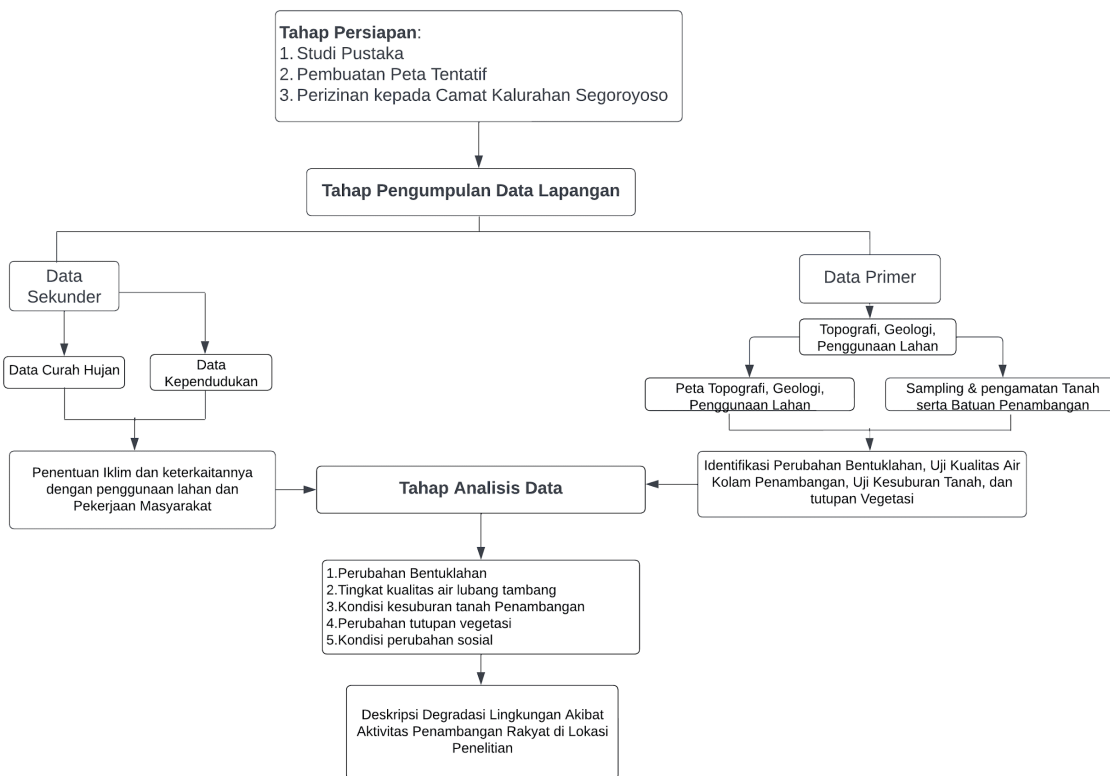 Tahap Persiapan:
1. Studi Pustaka
2. Pembuatan Peta Tentatif
3. Perizinan kepada Camat Kalurahan Segoroyoso
Tahap Pengumpulan Data Lapangan
Data
Sekunder
Data Primer
Topografi, Geologi,
Penggunaan Lahan
Data Curah Hujan
Data
Kependudukan
Peta Topografi, Geologi,
Penggunaan Lahan
Sampling & pengamatan Tanah
serta Batuan Penambangan
Penentuan Iklim dan keterkaitannya
dengan penggunaan lahan dan
Pekerjaan Masyarakat
Tahap Analisis Data
Identifikasi Perubahan Bentuklahan, Uji Kualitas Air
Kolam Penambangan, Uji Kesuburan Tanah, dan
tutupan Vegetasi
1.Perubahan Bentuklahan
2.Tingkat kualitas air lubang tambang
3.Kondisi kesuburan tanah Penambangan
4.Perubahan tutupan vegetasi
5.Kondisi perubahan sosial
Deskripsi Degradasi Lingkungan Akibat
Aktivitas Penambangan Rakyat di Lokasi
Penelitian